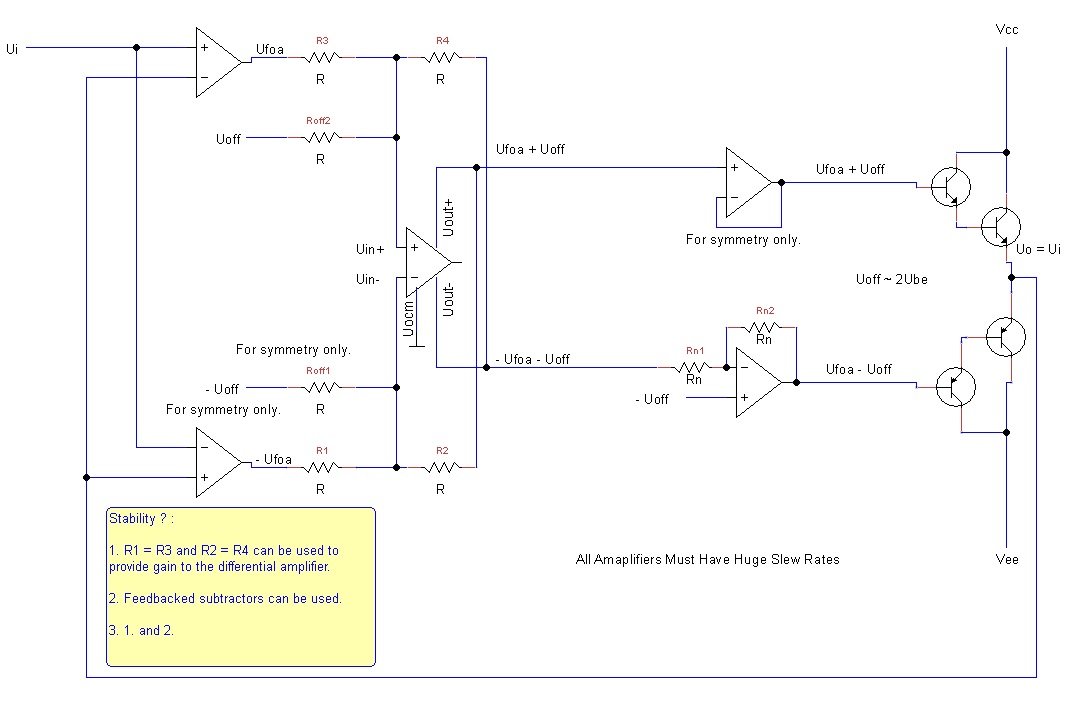 Vcc
Ui
Ufoa
R3
R
R4
R
Uoff
Roff2
R
Ufoa + Uoff
Ufoa + Uoff
For symmetry only.
Uo = Ui
Uoff ~ 2Ube
Uin+
Uin-
Uout+
Uout-
Uocm
For symmetry only.
- Uoff
Roff1
R
For symmetry only.
- Ufoa - Uoff
Rn1
Rn
Rn2
Rn
- Uoff
Ufoa - Uoff
- Ufoa
R1
R
R2
R
Stability ? :
1. R1 = R3 and R2 = R4 can be used to
provide gain to the differential amplifier.
2. Feedbacked subtractors can be used.
3. 1. and 2.
All Amaplifiers Must Have Huge Slew Rates
Vee